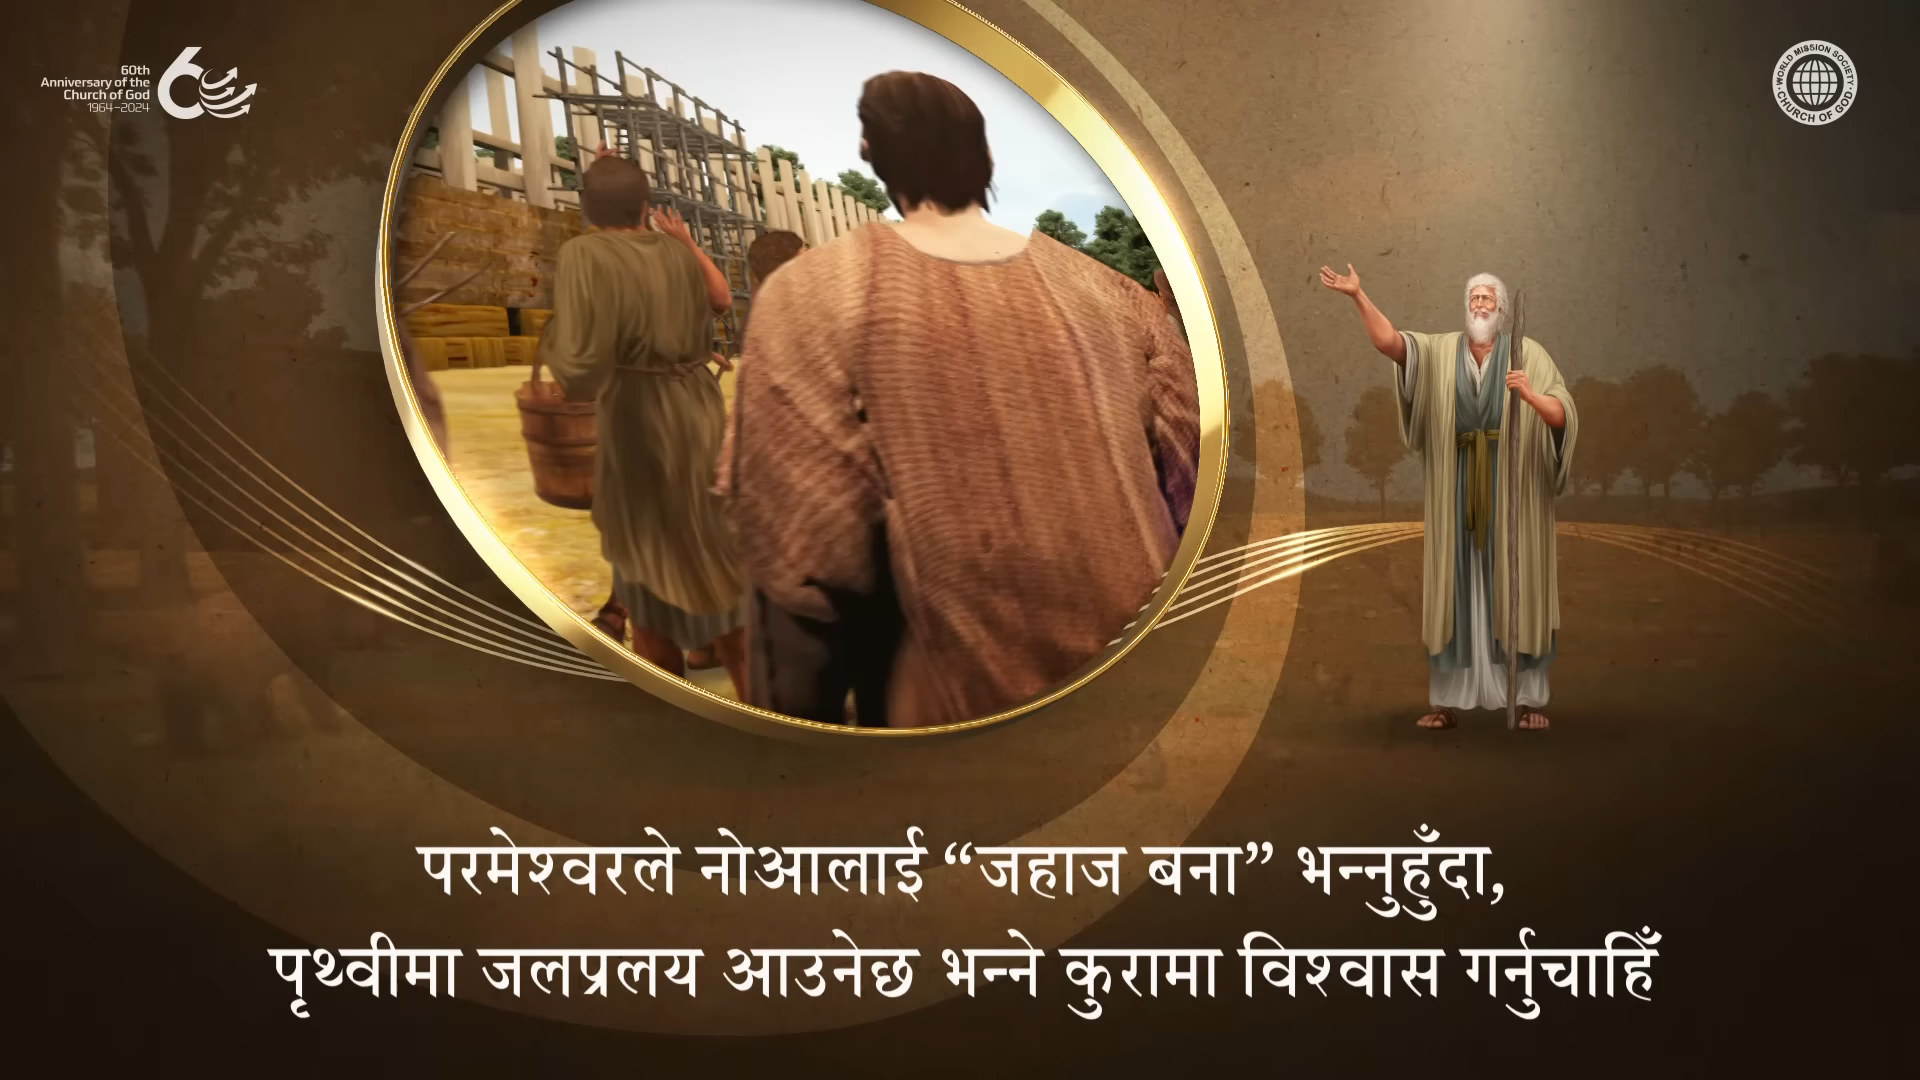 60th
Anniversary of the
Church of God
1964–2024
60
WORLD MISSION SOCIETY
CHURCH OF GOD
परमेश्वरले नोआलाई “जहाज बना” भन्नुहुँदा,
पृथ्वीमा जलप्रलय आउनेछ भन्ने कुरामा विश्वास गर्नुचाहिँ